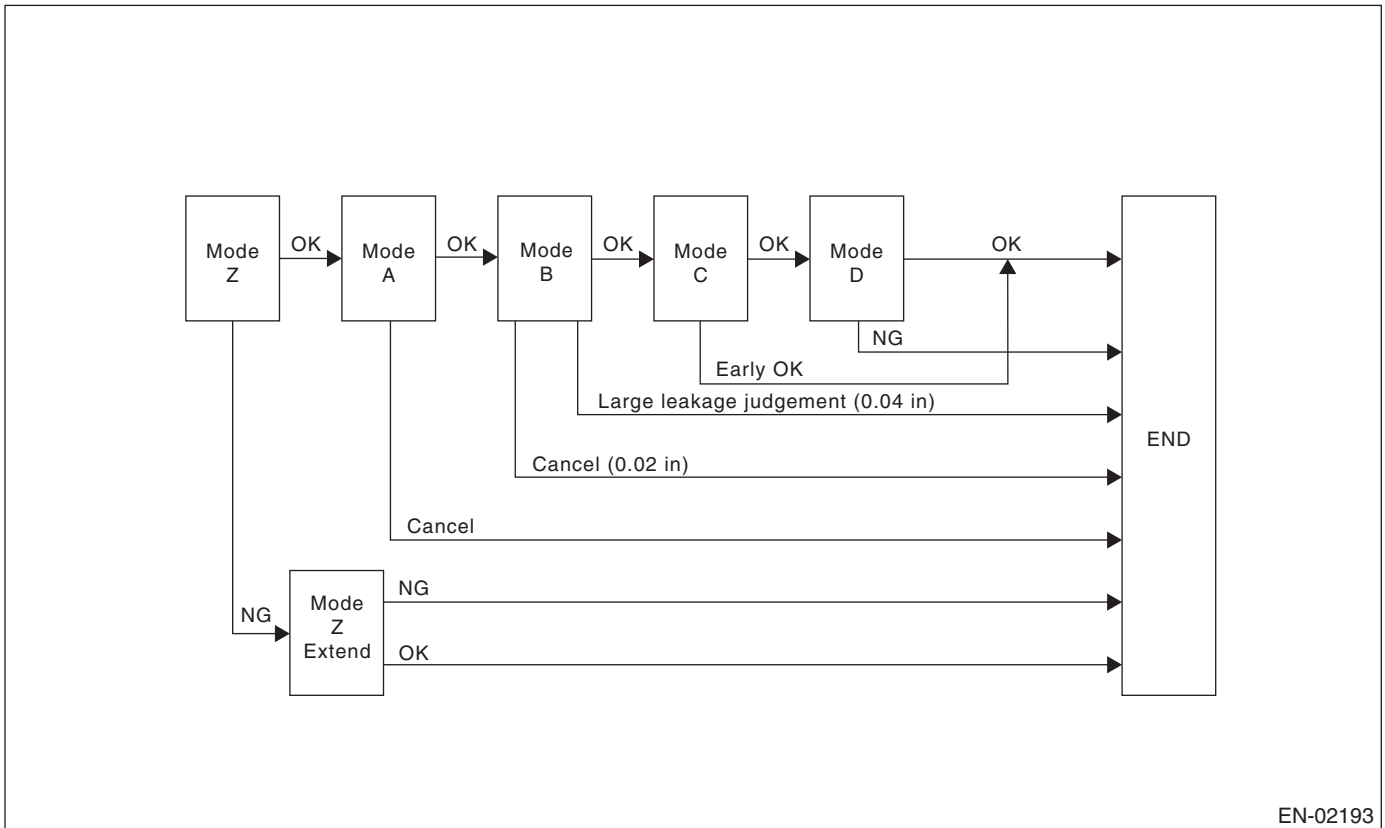 Mode
Z
OK
Mode
A
OK
Mode
B
OK
Mode
C
OK
Mode
D
OK
NG
Early OK
Large leakage judgement (0.04 in)
Cancel (0.02 in)
Cancel
END
NG
Mode
Z
Extend
NG
OK
EN-02193